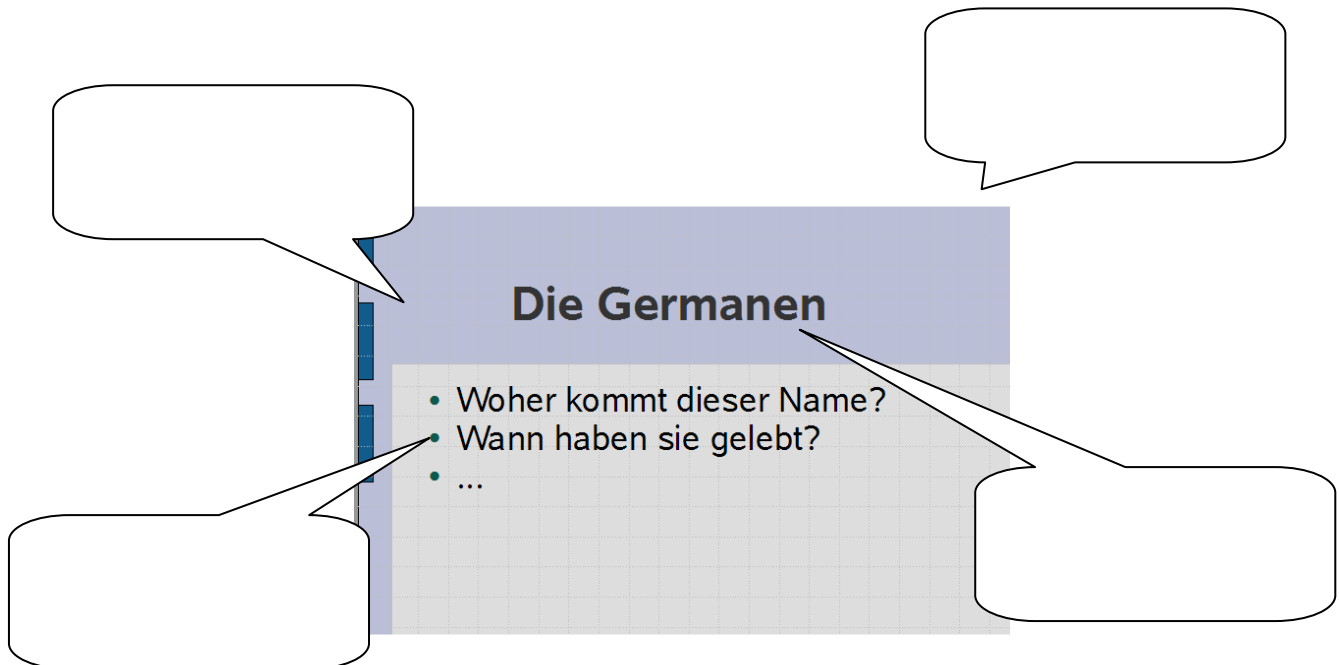 Die Germanen
• Woher kommt dieser Name?
• Wann haben sie gelebt?
• ...